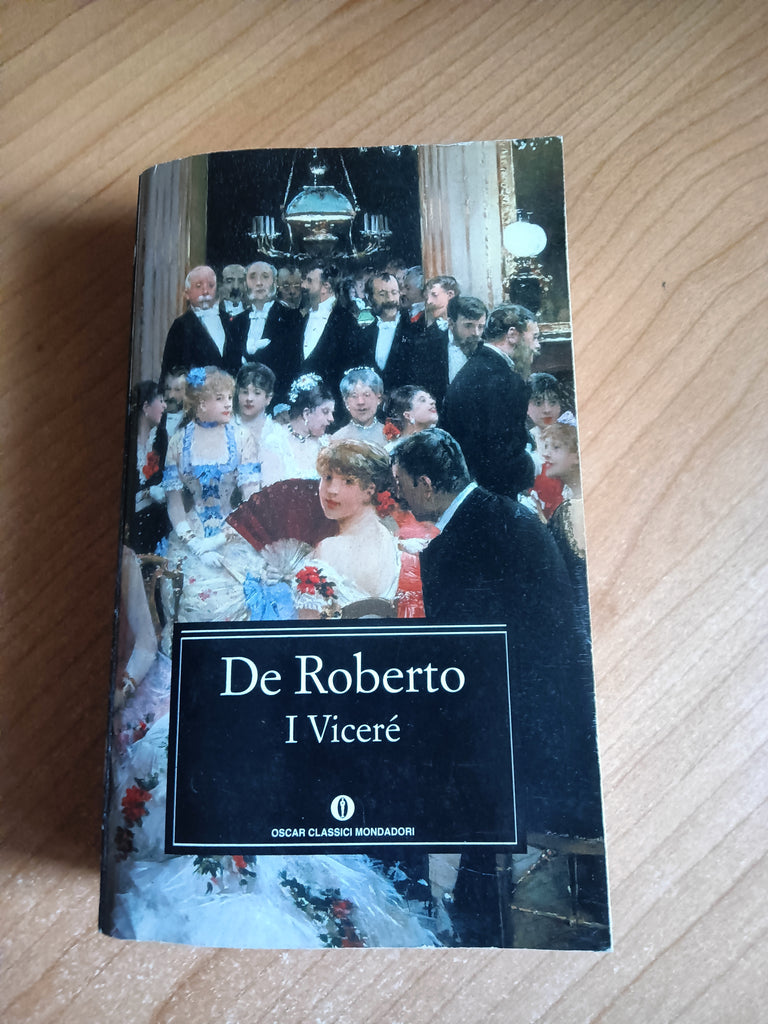 De Roberto
I Viceré
OSCAR CLASSICI MONDADORI